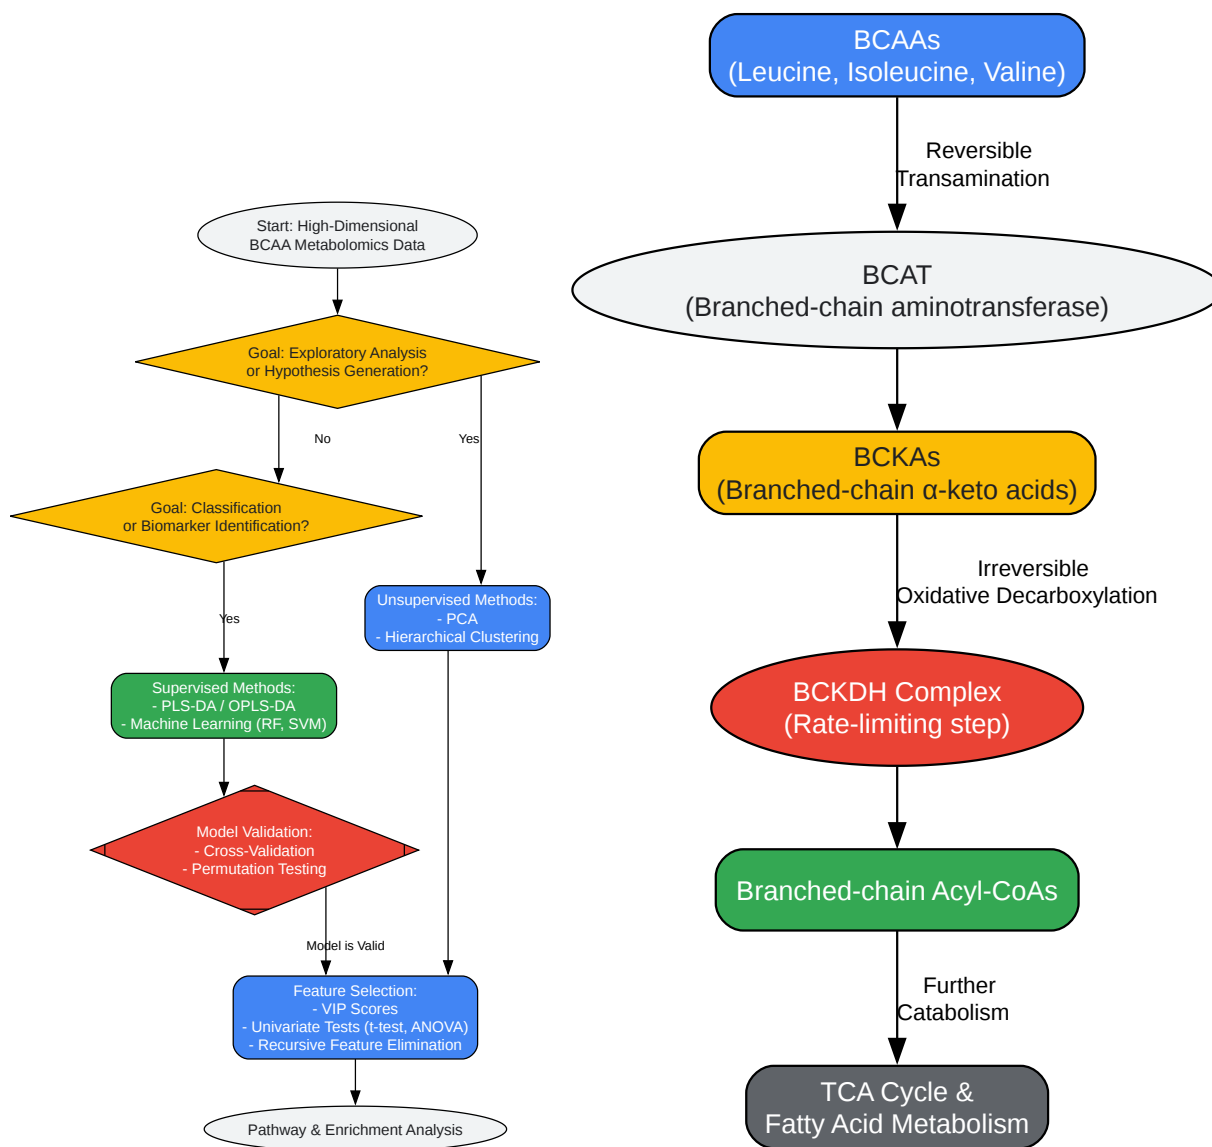 Start: High-Dimensional
BCAA Metabolomics Data
Goal: Exploratory Analysis
or Hypothesis Generation?
No
Yes
Goal: Classification
or Biomarker Identification?
Yes
Unsupervised Methods:
- PCA
- Hierarchical Clustering
Supervised Methods:
- PLS-DA / OPLS-DA
- Machine Learning (RF, SVM)
Model Validation:
- Cross-Validation
- Permutation Testing
Model is Valid
Feature Selection:
- VIP Scores
- Univariate Tests (t-test, ANOVA)
- Recursive Feature Elimination
Pathway & Enrichment Analysis
BCAAs
(Leucine, Isoleucine, Valine)
Reversible
Transamination
BCAT
(Branched-chain aminotransferase)
BCKAs
(Branched-chain α-keto acids)
Irreversible
Oxidative Decarboxylation
BCKDH Complex
(Rate-limiting step)
Branched-chain Acyl-CoAs
Further
Catabolism
TCA Cycle &
Fatty Acid Metabolism